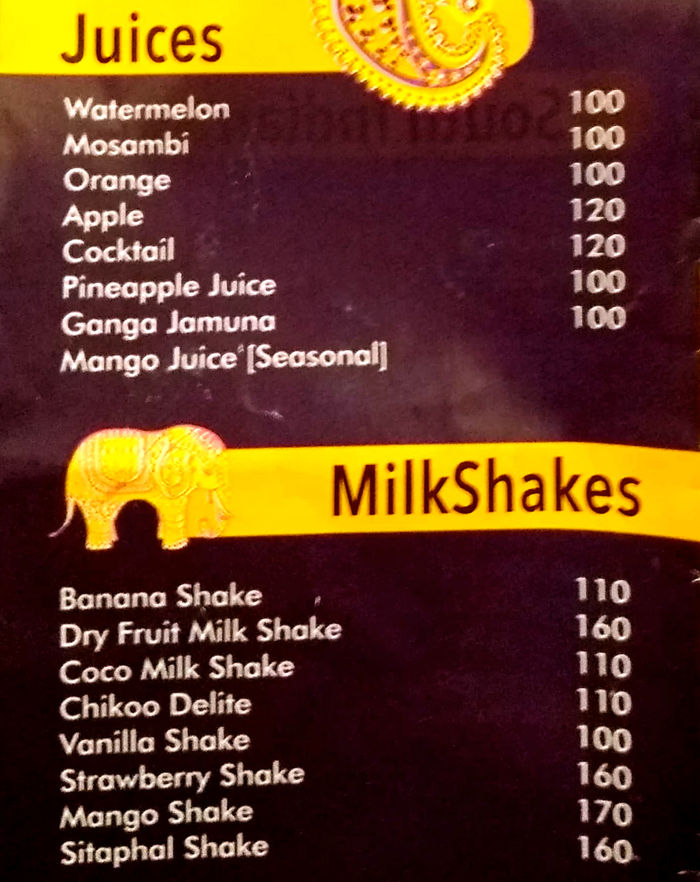 Juices
Watermelon 100
Mosambi 100
Orange 100
Apple 120
Cocktail 120
Pineapple Juice 100
Ganga Jamuna 100
Mango Juice [Seasonal]
MilkShakes
Banana Shake 110
Dry Fruit Milk Shake 160
Coco Milk Shake 110
Chikoo Delite 110
Vanilla Shake 100
Strawberry Shake 160
Mango Shake 170
Sitaphal Shake 160